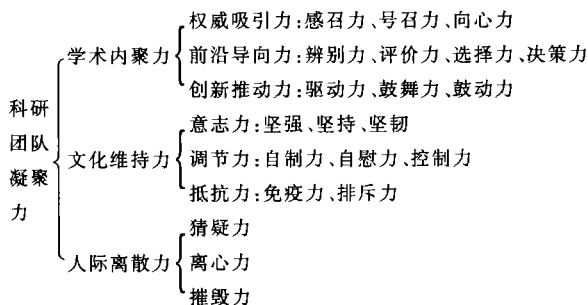 科研团队凝聚力
学术内聚力
权威吸引力:感召力、号召力、向心力
前沿导向力:辨别力、评价力、选择力、决策力
创新推动力:驱动力、鼓舞力、鼓动力
文化维持力
意志力:坚强、坚持、坚韧
调节力:自制力、自慰力、控制力
抵抗力:免疫力、排斥力
人际离散力
猜疑力
离心力
摧毁力